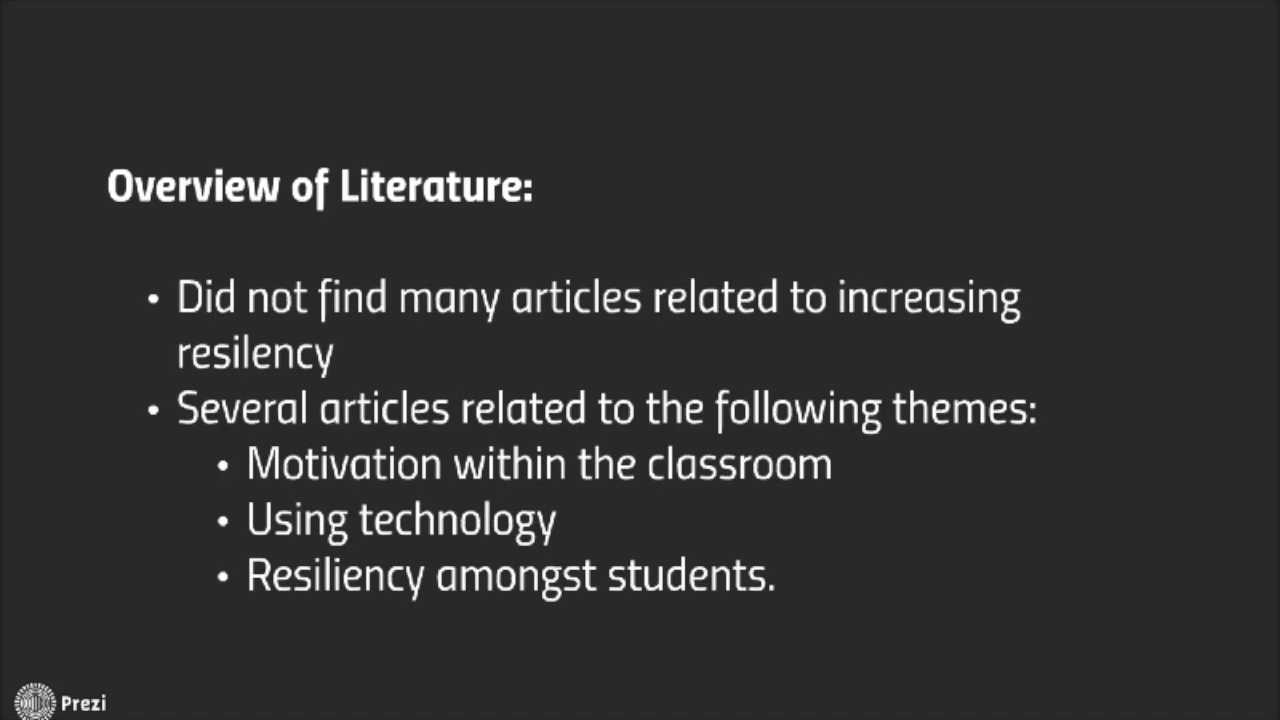 Overview of Literature:
• Did not find many articles related to increasing
resilency
• Several articles related to the following themes:
• Motivation within the classroom
• Using technology
• Resiliency amongst students.
Prezi